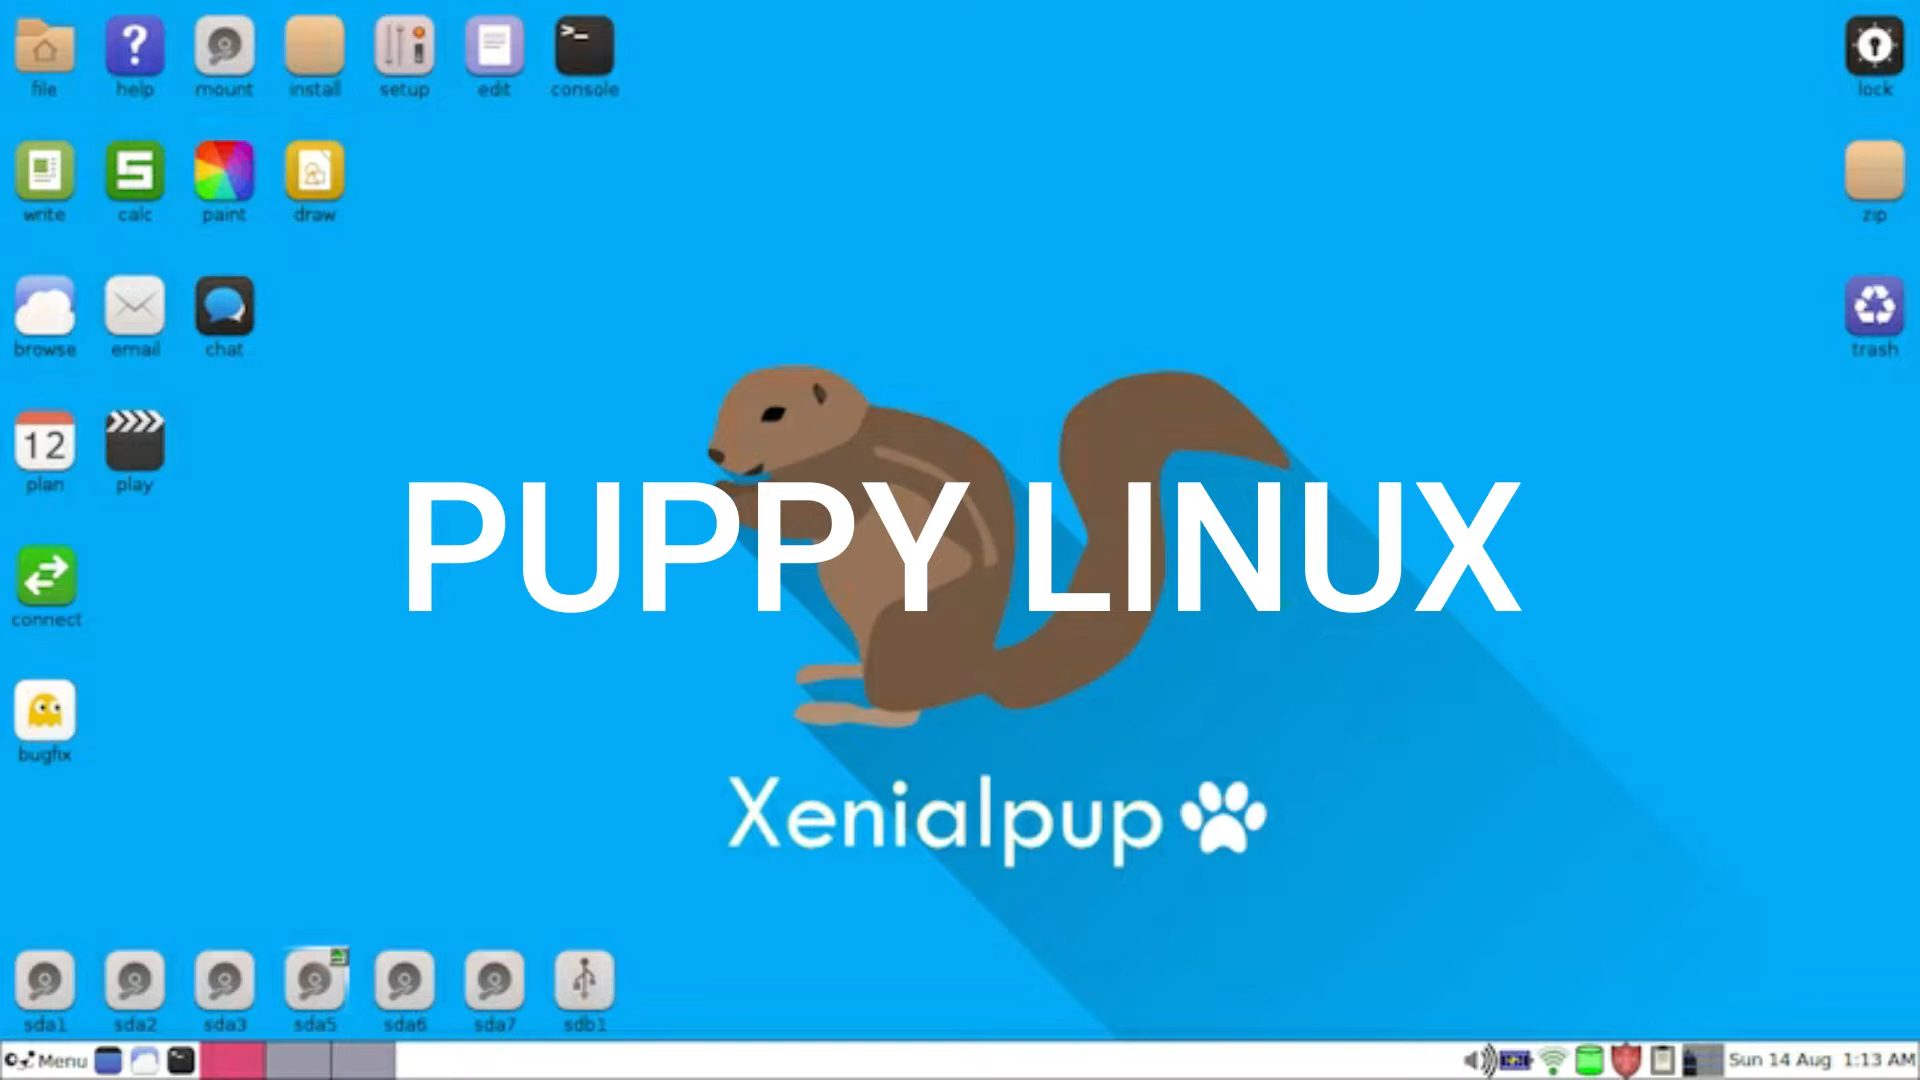 file help mount install setup edit console lock
write calc paint draw zip
browse email chat trash
12
plan play
PUPPY LINUX
connect
bugfix
Xenialpup
sda1 sda2 sda3 sda5 sda6 sda7 sdb1
Menu Sun 14 Aug 1:13 AM